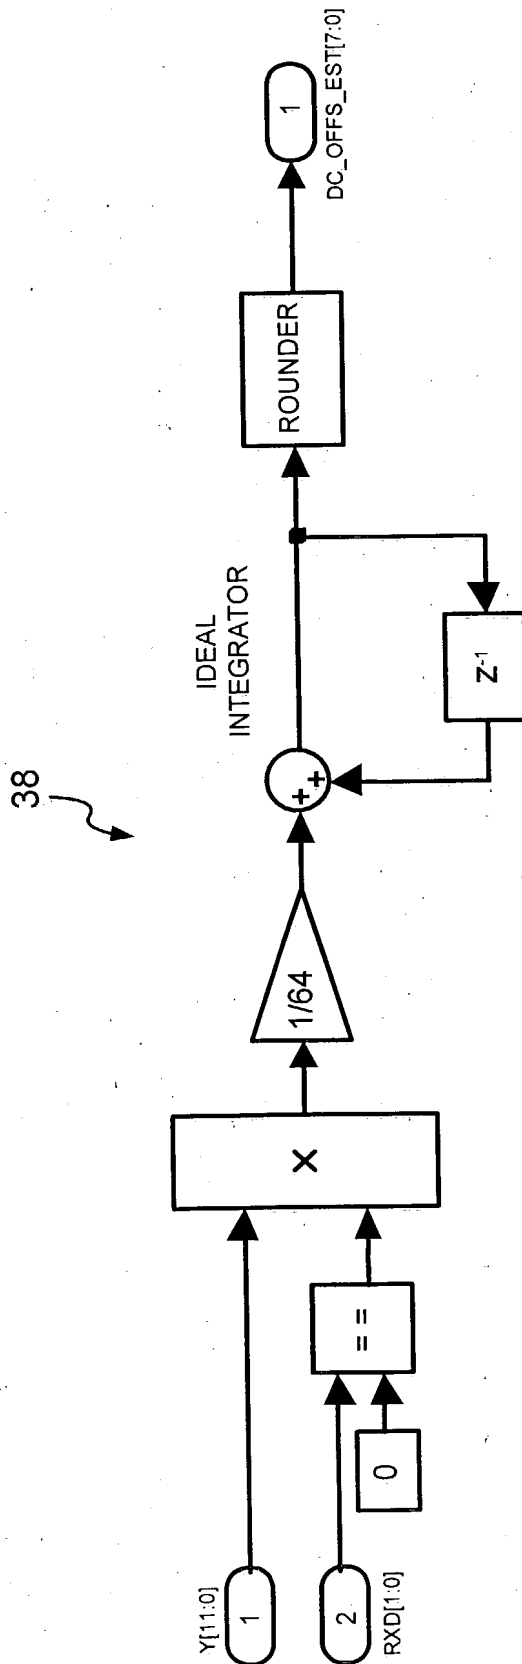 38
Y[11:0]
1
2
RXD[1:0]
0
= =
X
1/64
+
+
IDEAL
INTEGRATOR
Z-1
ROUNDER
1
DC_OFFS_EST[7:0]